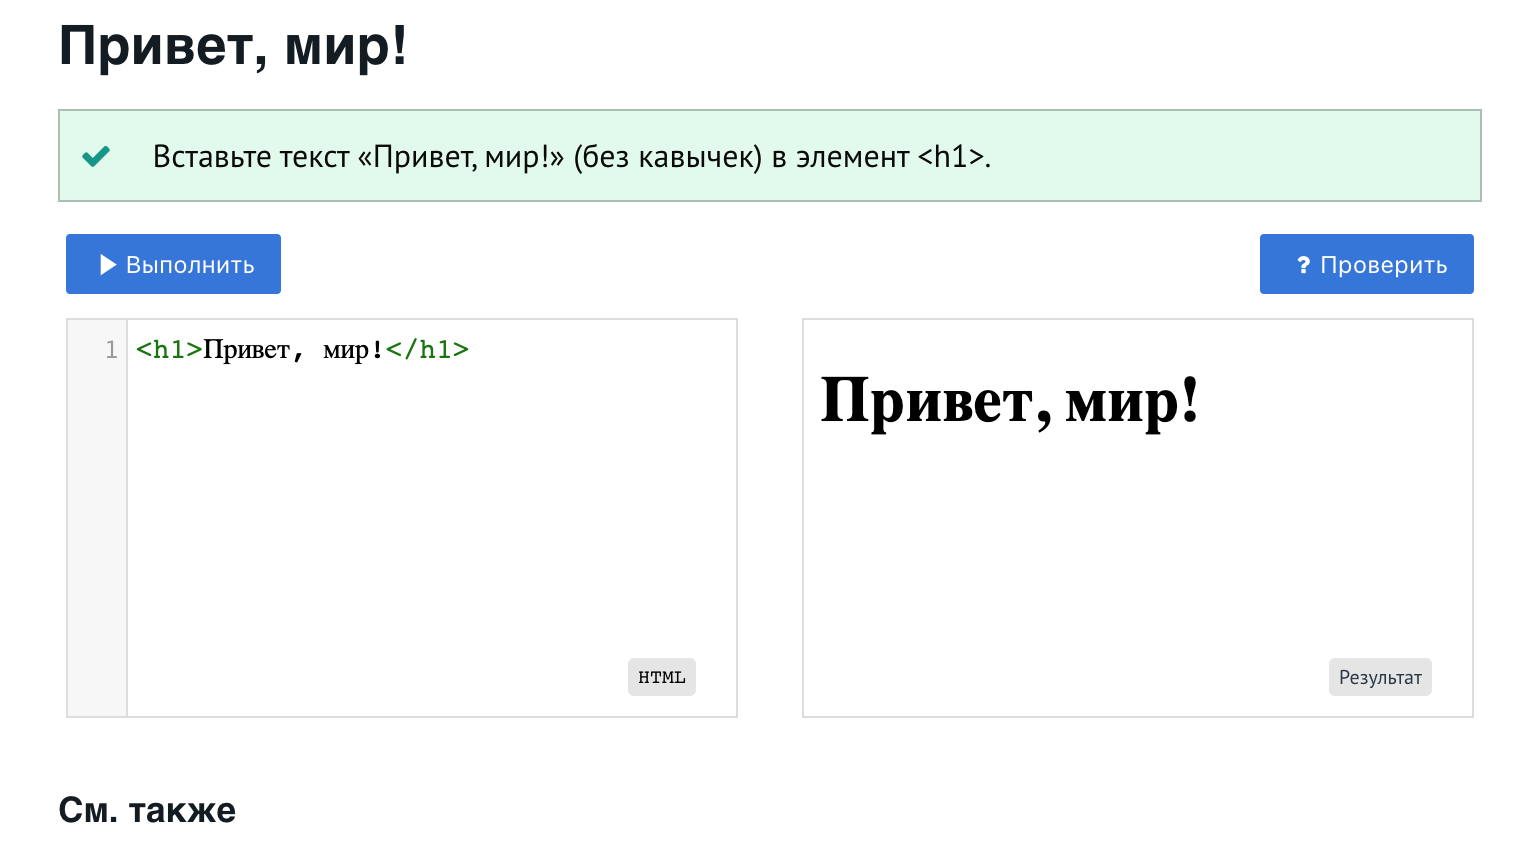 Привет, мир!
Вставьте текст «Привет, мир!» (без кавычек) в элемент <h1>.
Выполнить
? Проверить
1 <h1>Привет, мир!</h1>
HTML
Привет, мир!
Результат
См. также